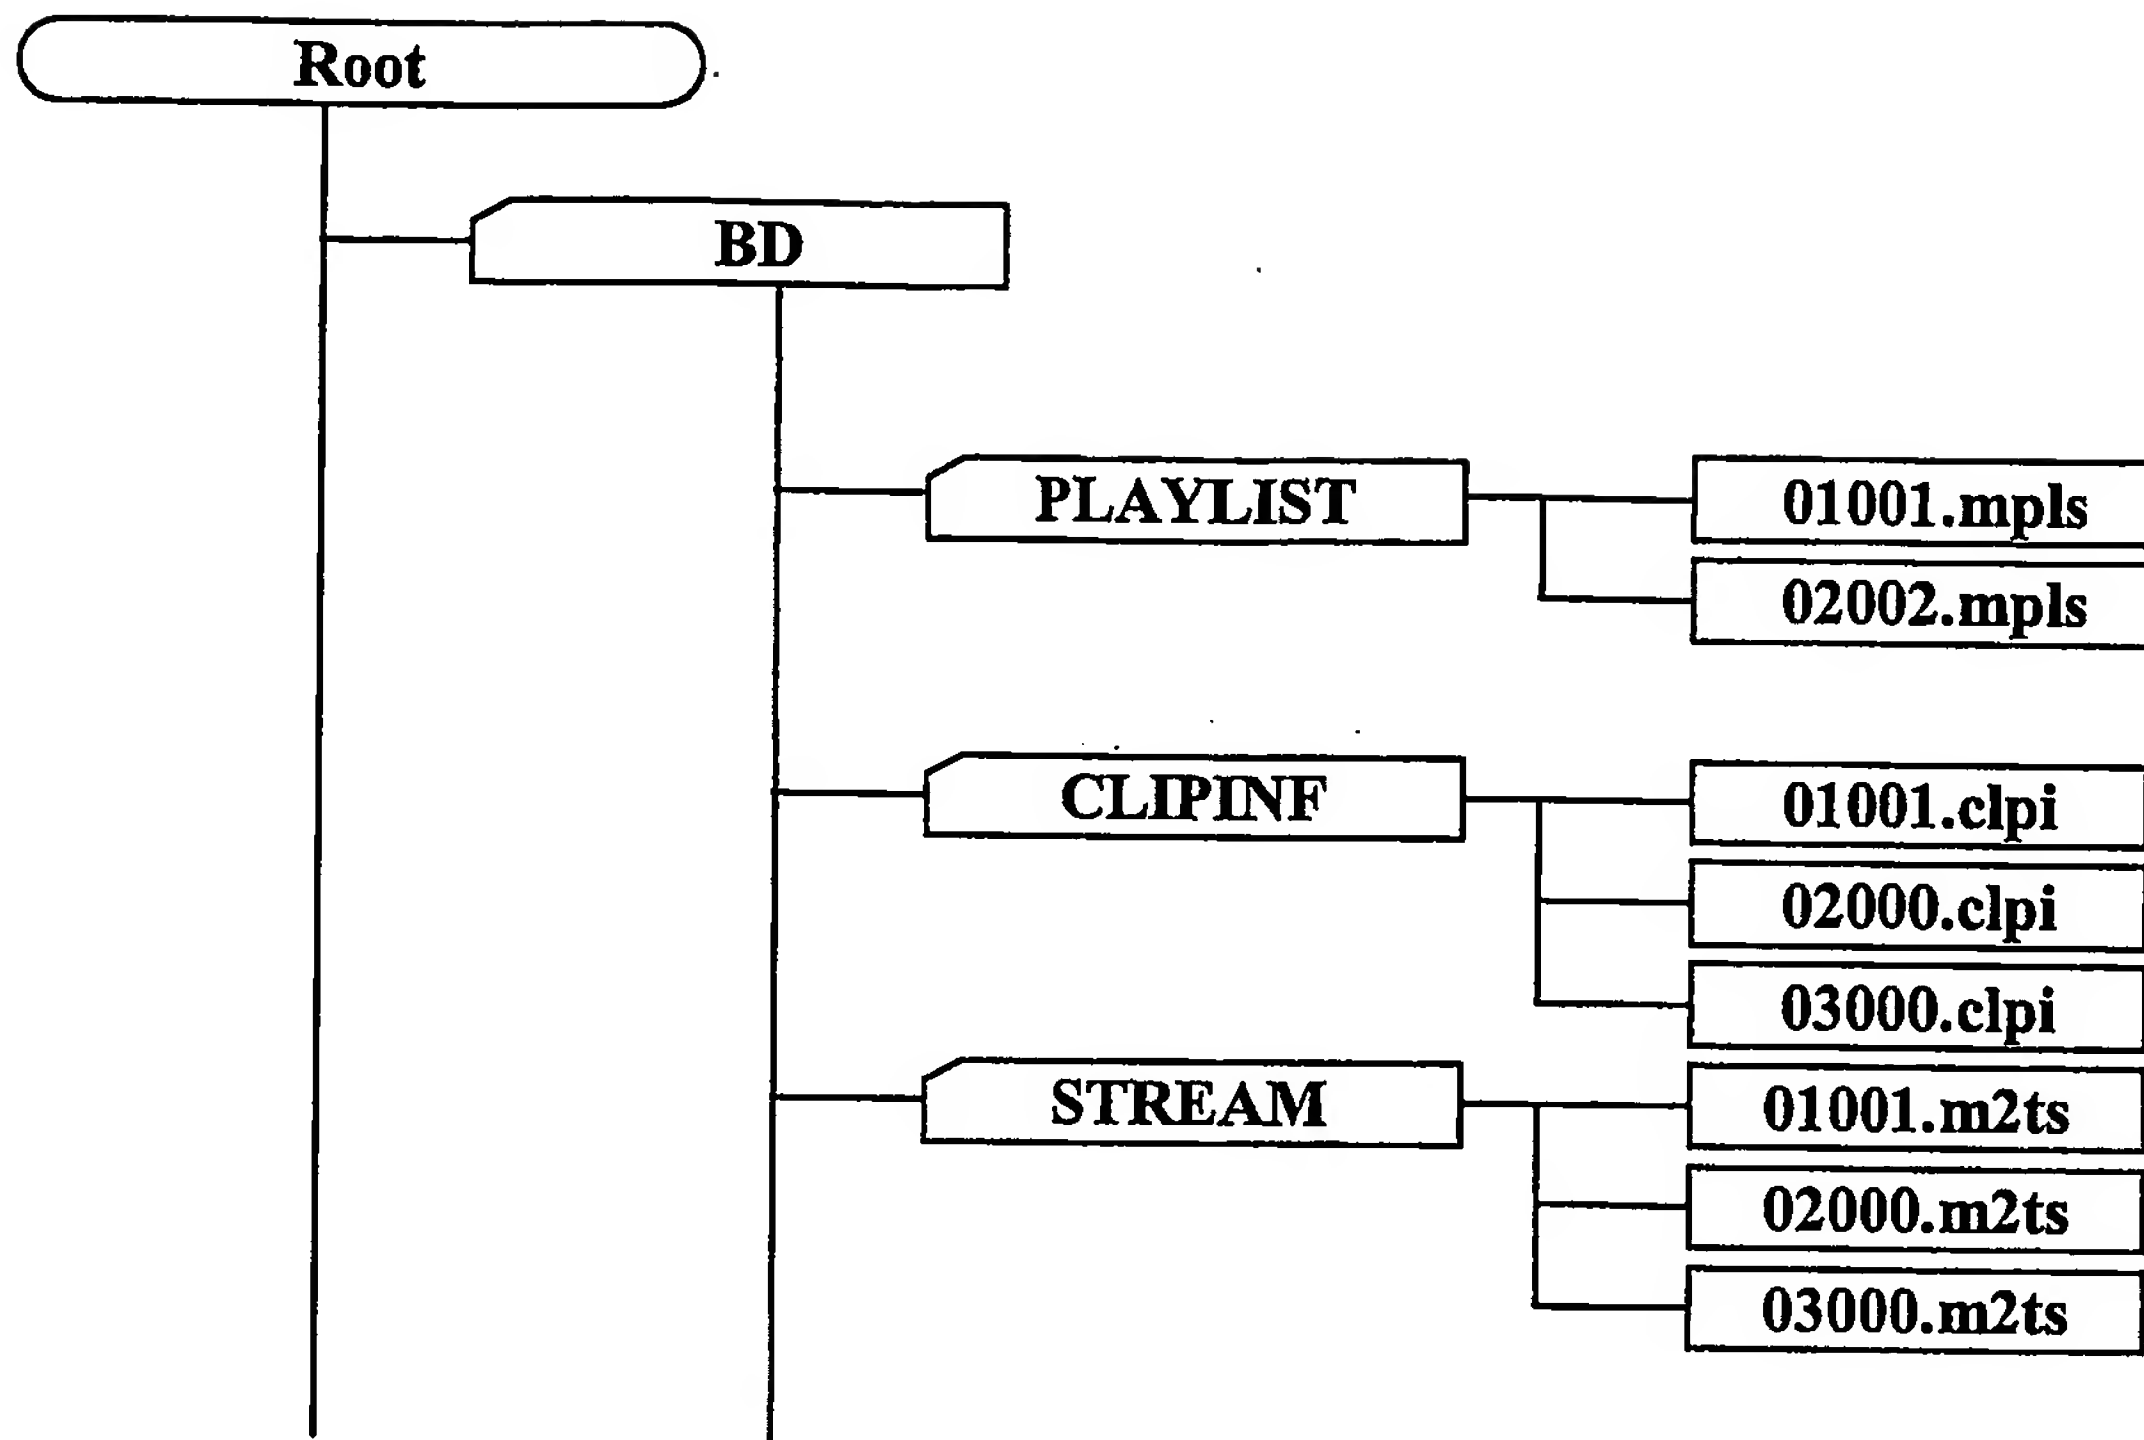 Root
BD
PLAYLIST
01001.mpls
02002.mpls
CLIPINF
01001.clpi
02000.clpi
03000.clpi
STREAM
01001.m2ts
02000.m2ts
03000.m2ts